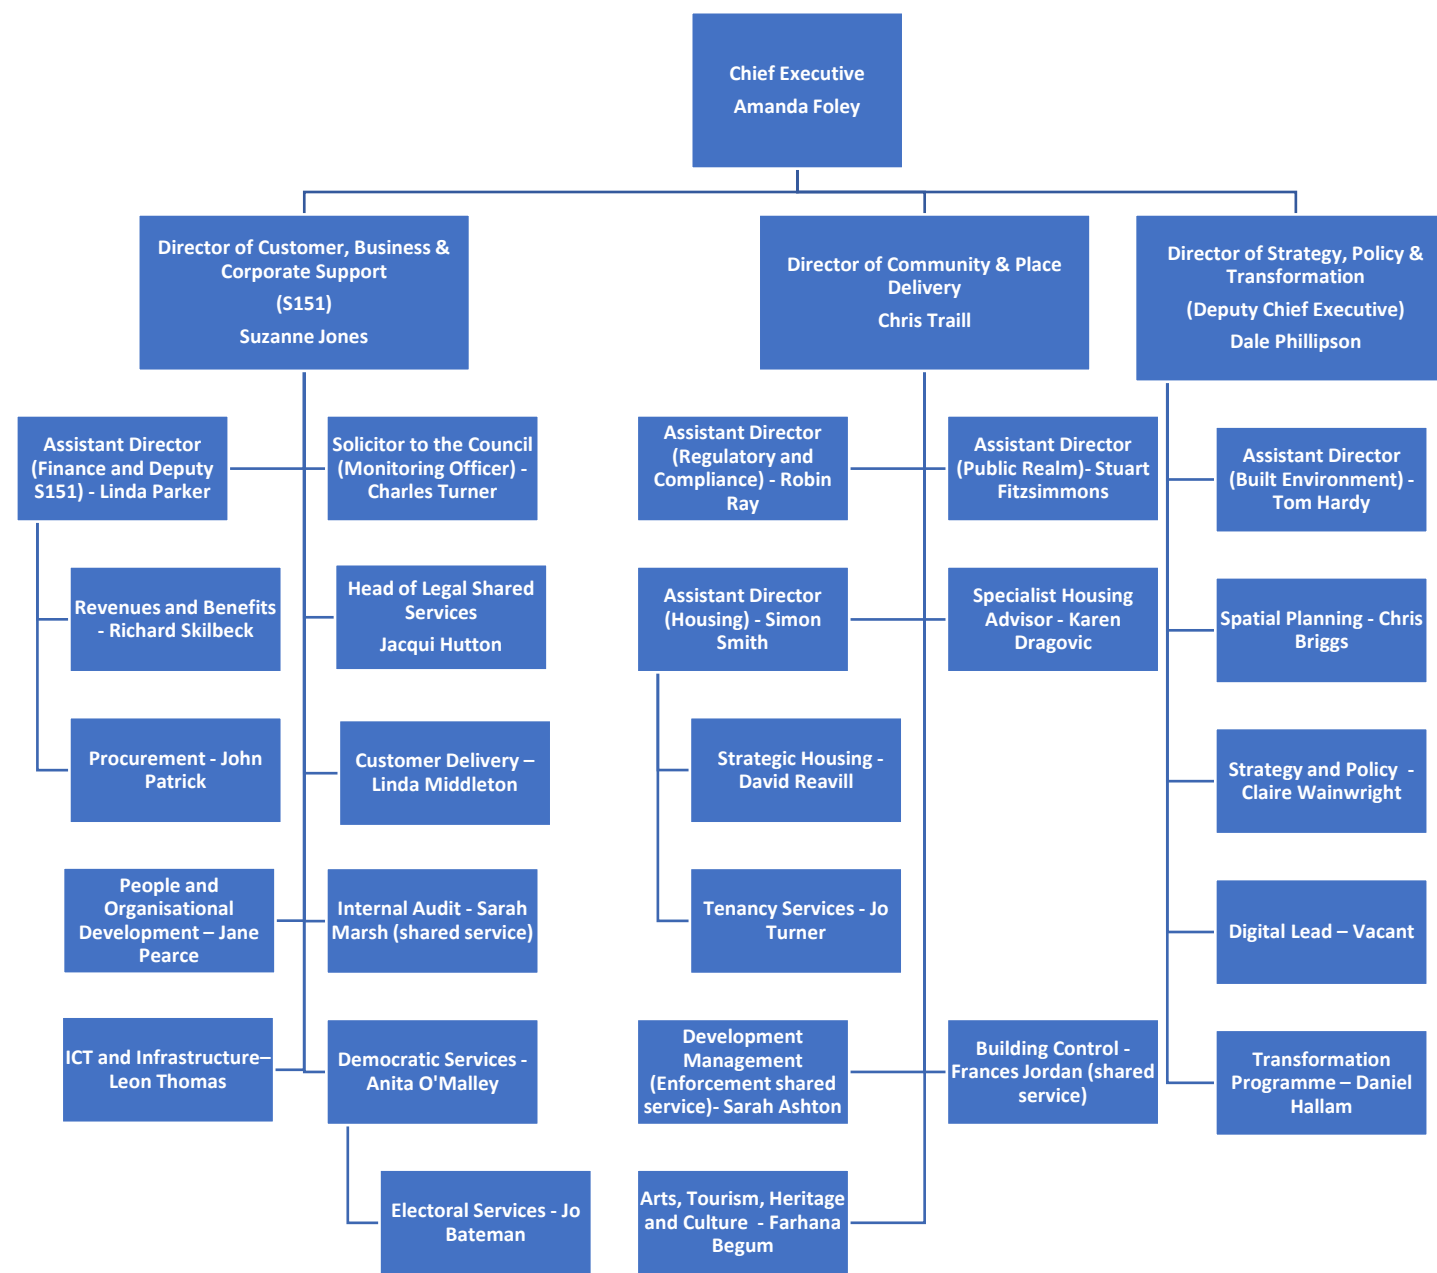 Chief Executive
Amanda Foley
Director of Customer, Business &
Corporate Support
(S151)
Suzanne Jones
Director of Community & Place
Delivery
Chris Traill
Director of Strategy, Policy &
Transformation
(Deputy Chief Executive)
Dale Phillipson
Assistant Director
(Finance and Deputy
S151) - Linda Parker
Solicitor to the Council
(Monitoring Officer) -
Charles Turner
Assistant Director
(Regulatory and
Compliance) - Robin
Ray
Assistant Director
(Public Realm)- Stuart
Fitzsimmons
Assistant Director
(Built Environment) -
Tom Hardy
Revenues and Benefits
- Richard Skilbeck
Head of Legal Shared
Services
Jacqui Hutton
Assistant Director
(Housing) - Simon
Smith
Specialist Housing
Advisor - Karen
Dragovic
Spatial Planning - Chris
Briggs
Procurement - John
Patrick
Customer Delivery –
Linda Middleton
Strategic Housing -
David Reavill
Strategy and Policy  -
Claire Wainwright
People and
Organisational
Development – Jane
Pearce
Internal Audit - Sarah
Marsh (shared service)
Tenancy Services - Jo
Turner
Digital Lead – Vacant
ICT and Infrastructure–
Leon Thomas
Democratic Services -
Anita O'Malley
Development
Management
(Enforcement shared
service)- Sarah Ashton
Building Control -
Frances Jordan (shared
service)
Transformation
Programme – Daniel
Hallam
Electoral Services - Jo
Bateman
Arts, Tourism, Heritage
and Culture  - Farhana
Begum